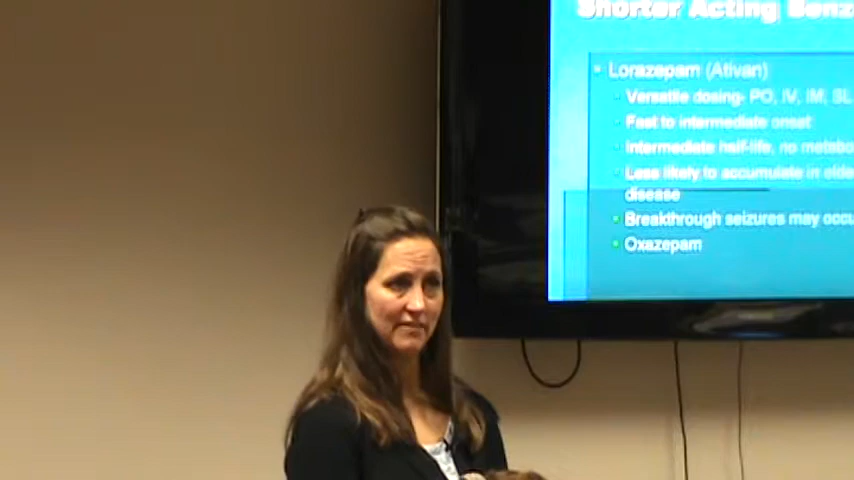 Shorter Acting Benz
Lorazepam (Ativan)
Versatile dosing- PO, IV, IM, SL
Fast to intermediate onset
Intermediate half-life, no metabo
Less likely to accumulate in elde
disease
Breakthrough seizures may occu
Oxazepam